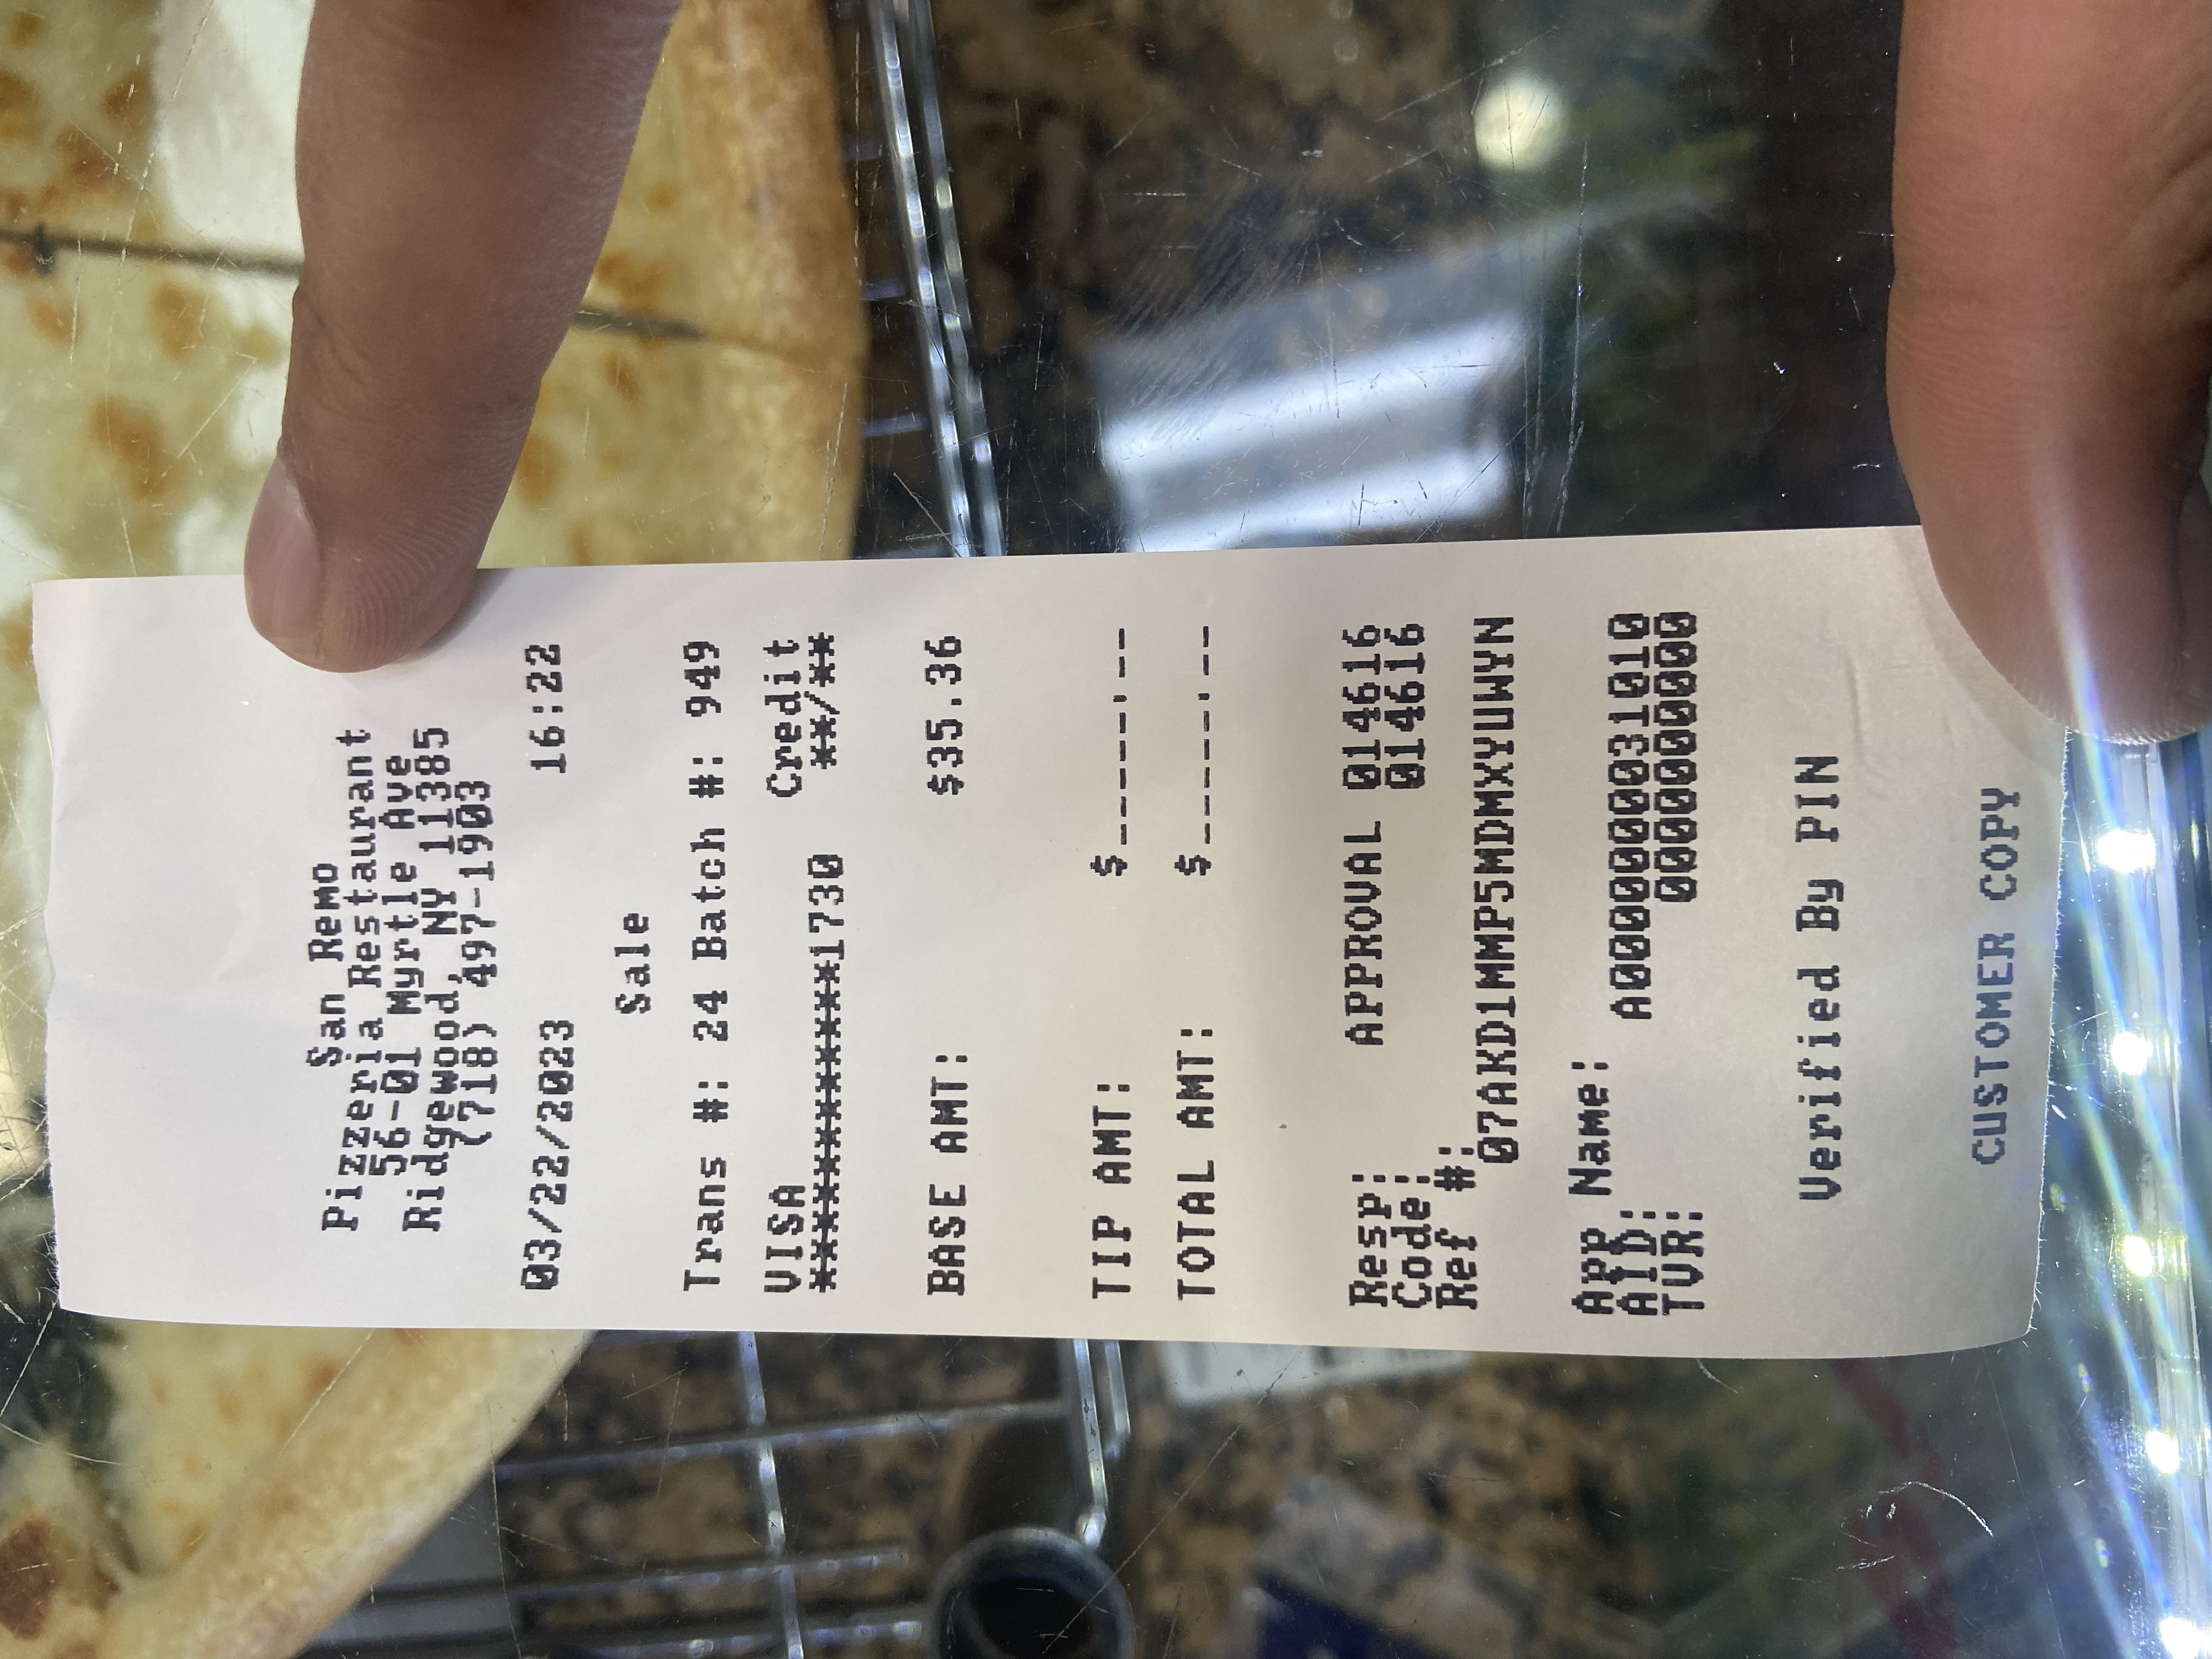 San Remo
Pizzeria Restaurant
56-01 Myrtle Ave
Ridgewood, NY 11385
(718) 497-1903
03/22/2023 16:22
Sale
Trans #: 24 Batch #: 949
VISA Credit
************1730 **/**
BASE AMT: $35.36
TIP AMT: $_____.__
TOTAL AMT: $_____.__
Resp: APPROVAL 014616
Code: 014616
Ref #:
07AKD1MMP5MDMXYUWYN
App Name:
AID: A0000000031010
TVR: 0000000000
Verified By PIN
CUSTOMER COPY